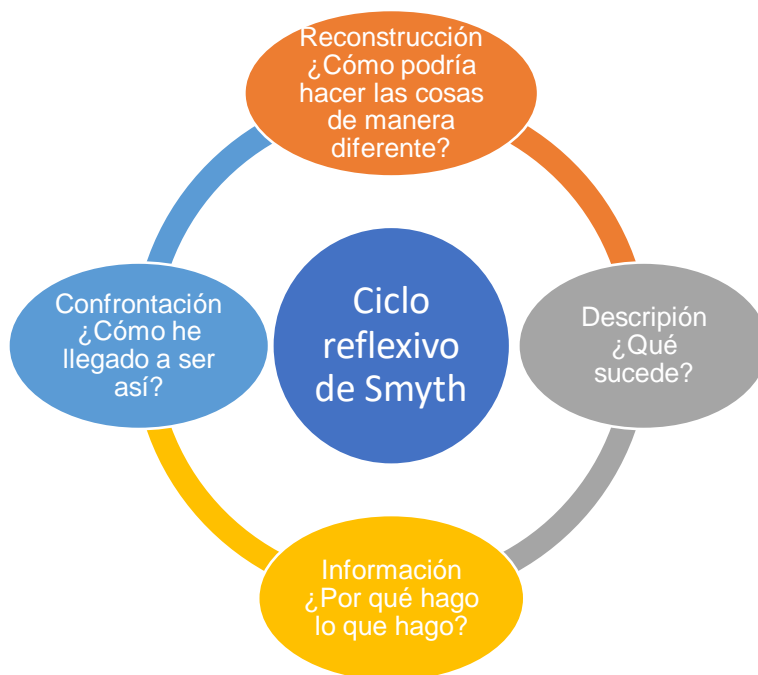 Reconstrucción
¿Cómo podría
hacer las cosas
de manera
diferente?
Confrontación
¿Cómo he
llegado a ser
así?
Ciclo
reflexivo
de Smyth
Descripión
¿Qué
sucede?
Información
¿Por qué hago
lo que hago?